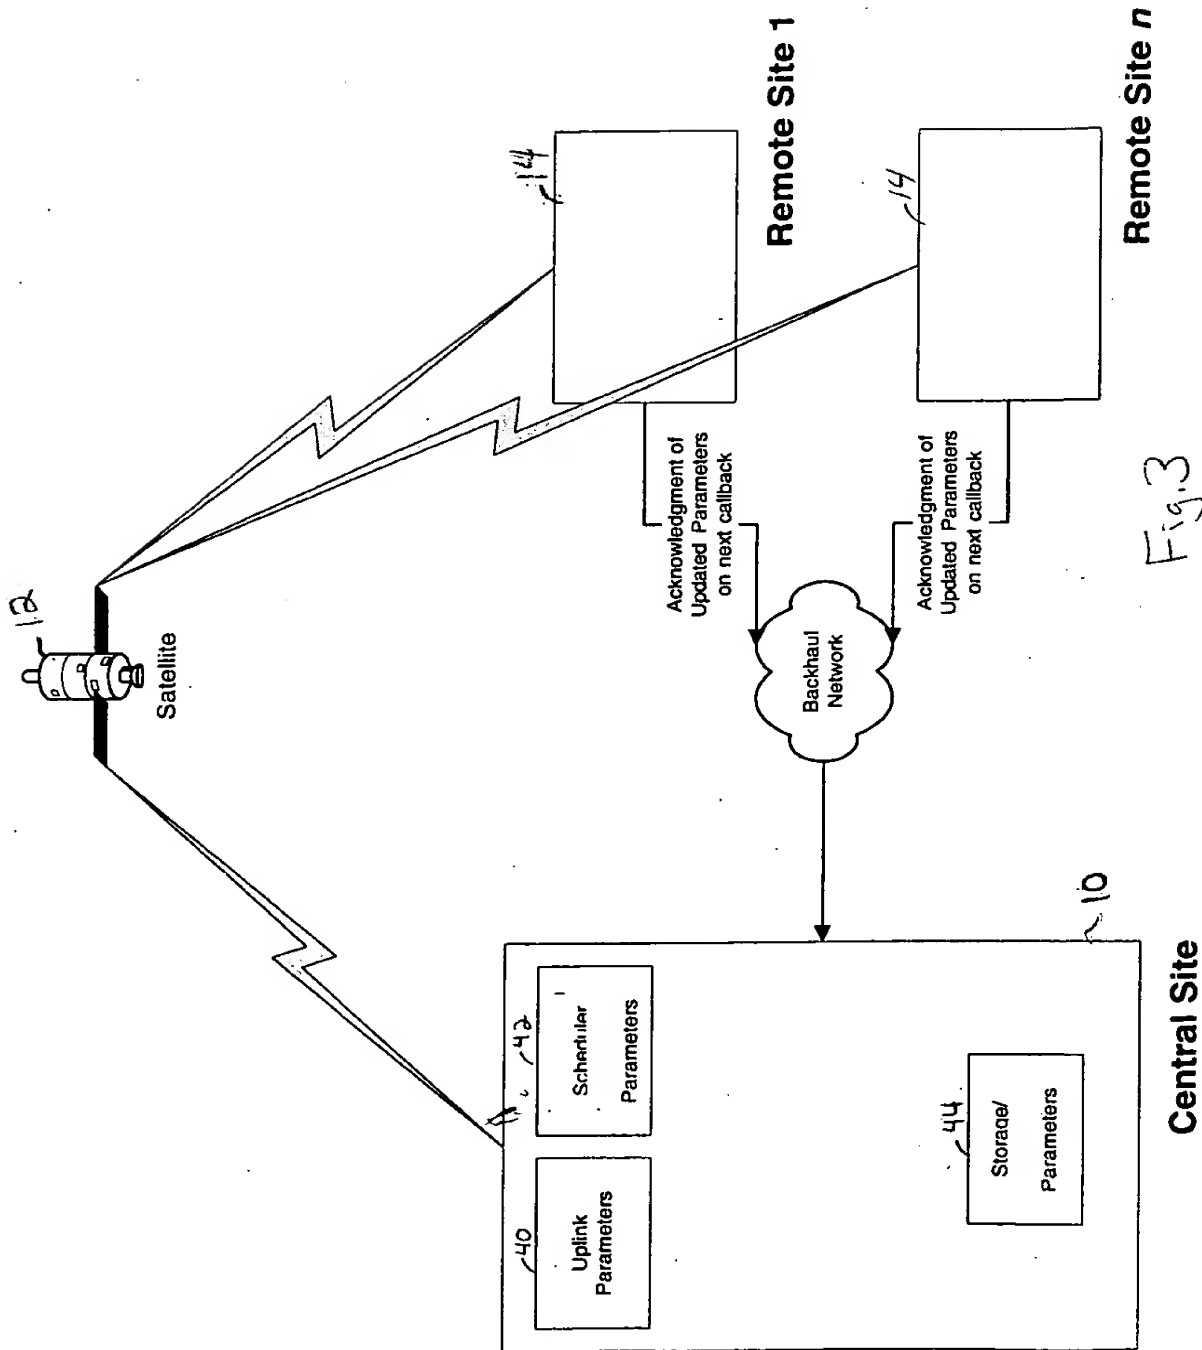 12
Satellite
14
Remote Site 1
14
Remote Site n
Acknowledgment of
Updated Parameters
on next callback
Acknowledgment of
Updated Parameters
on next callback
Backhaul
Network
40
Uplink
Parameters
42
Scheduler
Parameters
44
Storage/
Parameters
10
Central Site
Fig.3